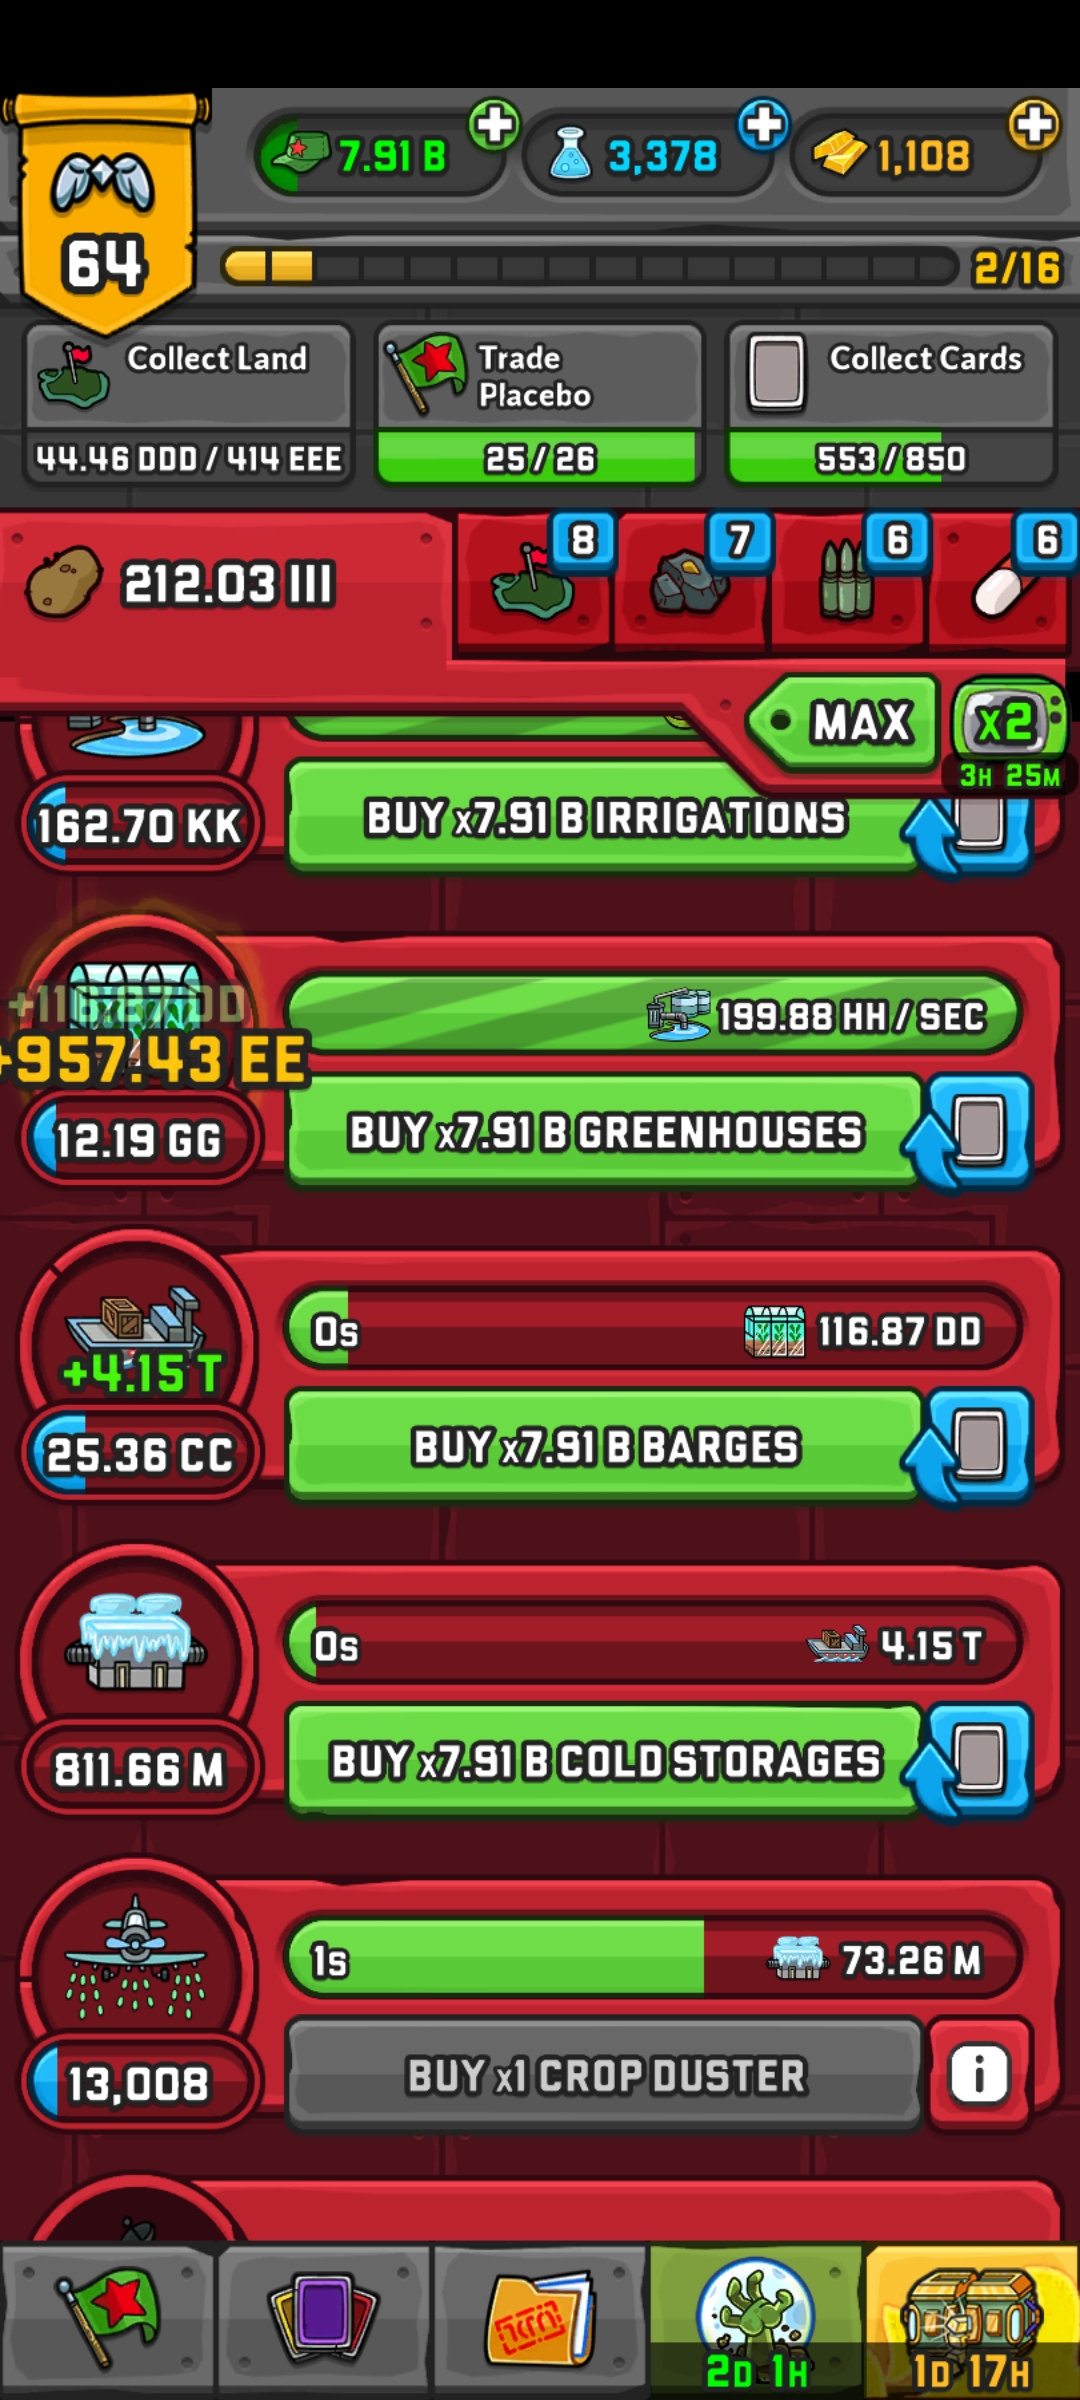 7.91 B
3,378
1,108
64
2/16
Collect Land
44.46 DDD / 414 EEE
Trade
Placebo
25 / 26
Collect Cards
553 / 850
212.03 III
8
7
6
6
MAX
x2
3H 25M
162.70 KK
BUY x7.91 B IRRIGATIONS
+116.87 DD
+957.43 EE
199.88 HH / SEC
12.19 GG
BUY x7.91 B GREENHOUSES
+4.15 T
0s
116.87 DD
25.36 CC
BUY x7.91 B BARGES
0s
4.15 T
811.66 M
BUY x7.91 B COLD STORAGES
1s
73.26 M
13,008
BUY x1 CROP DUSTER
i
2D 1H
1D 17H